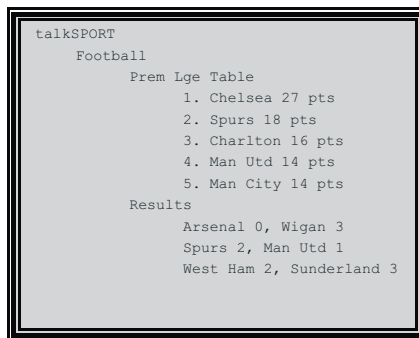 talkSPORT
Football
Prem Lge Table
1. Chelsea 27 pts
2. Spurs 18 pts
3. Charlton 16 pts
4. Man Utd 14 pts
5. Man City 14 pts
Results
Arsenal 0, Wigan 3
Spurs 2, Man Utd 1
West Ham 2, Sunderland 3